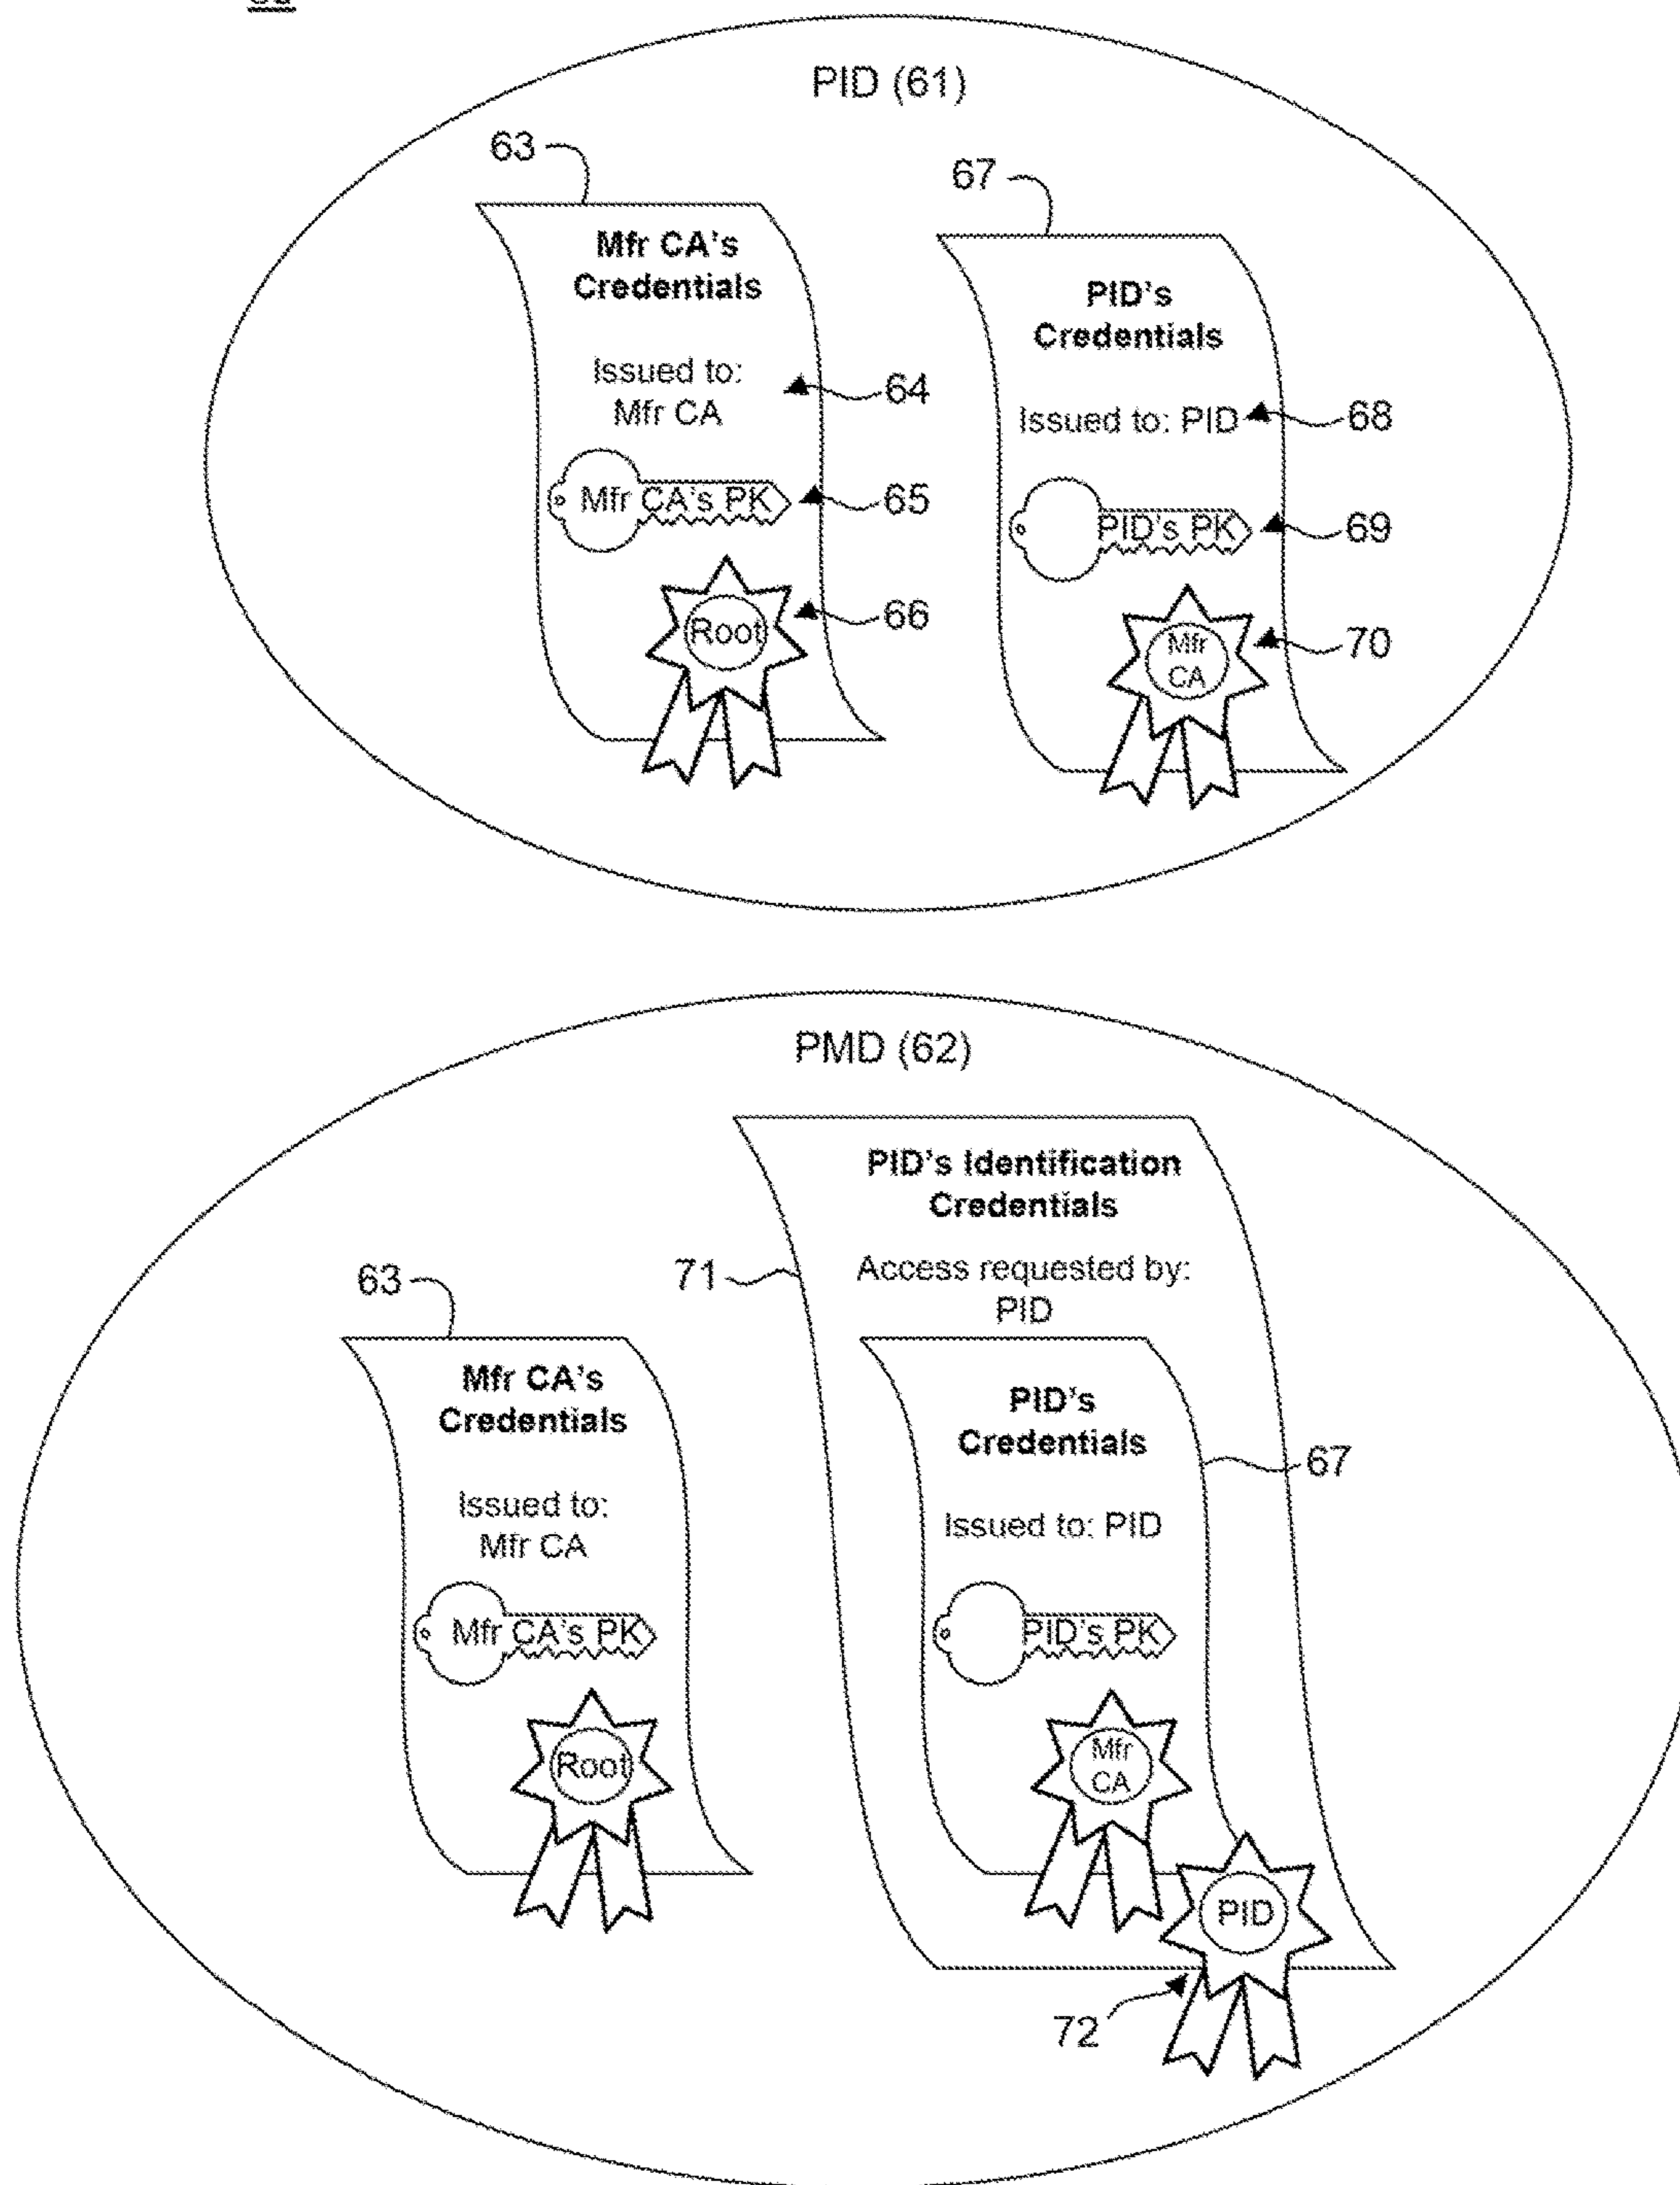 PID (61)
63
67
Mfr CA's
Credentials
PID's
Credentials
Issued to:
Mfr CA
64
Issued to: PID
68
Mfr CA's PK
65
PID's PK
69
Root
66
Mfr
CA
70
PMD (62)
PID's Identification
Credentials
71
Access requested by:
PID
63
Mfr CA's
Credentials
PID's
Credentials
67
Issued to:
Mfr CA
Issued to: PID
Mfr CA's PK
PID's PK
Root
Mfr
CA
PID
72